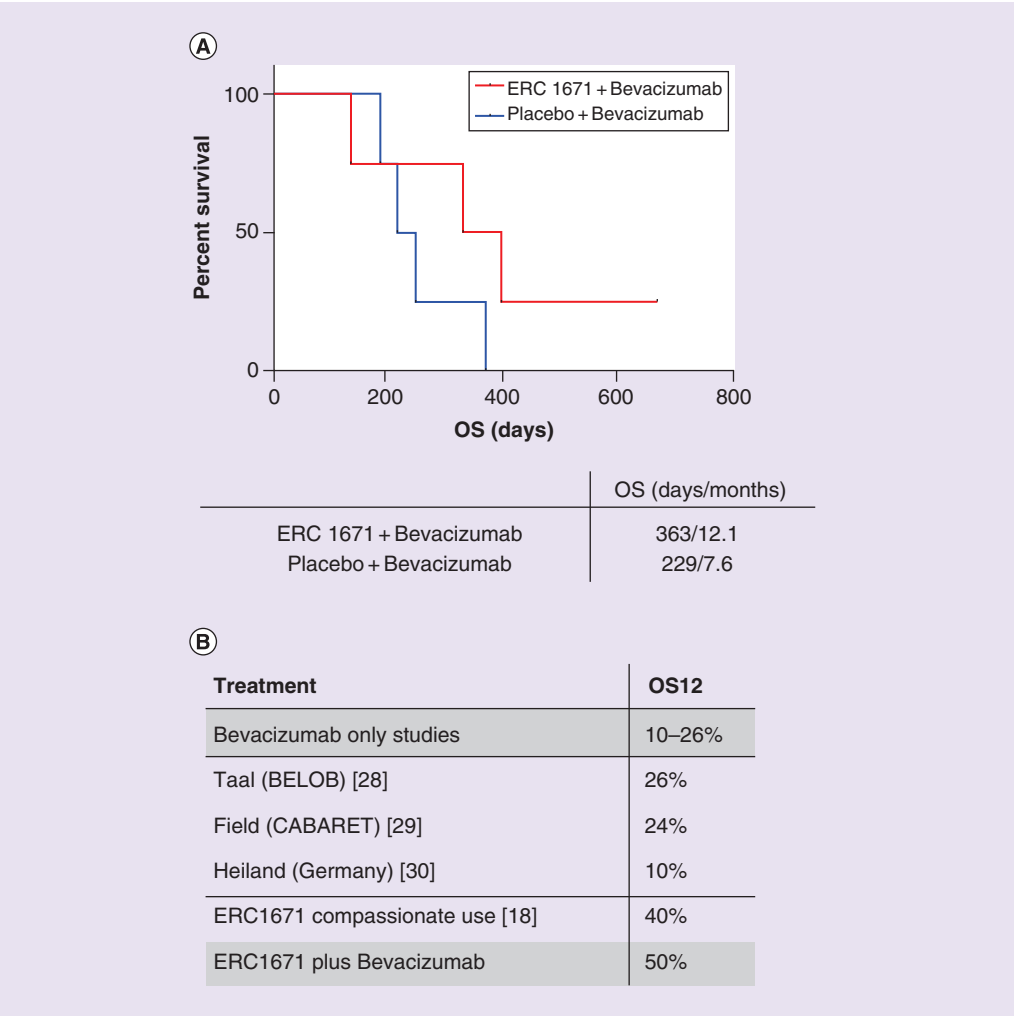 A
ERC 1671 + Bevacizumab
Placebo + Bevacizumab
Percent survival
100
50
0
0 200 400 600 800
OS (days)
OS (days/months)
ERC 1671 + Bevacizumab 363/12.1
Placebo + Bevacizumab 229/7.6
B
Treatment OS12
Bevacizumab only studies 10–26%
Taal (BELOB) [28] 26%
Field (CABARET) [29] 24%
Heiland (Germany) [30] 10%
ERC1671 compassionate use [18] 40%
ERC1671 plus Bevacizumab 50%